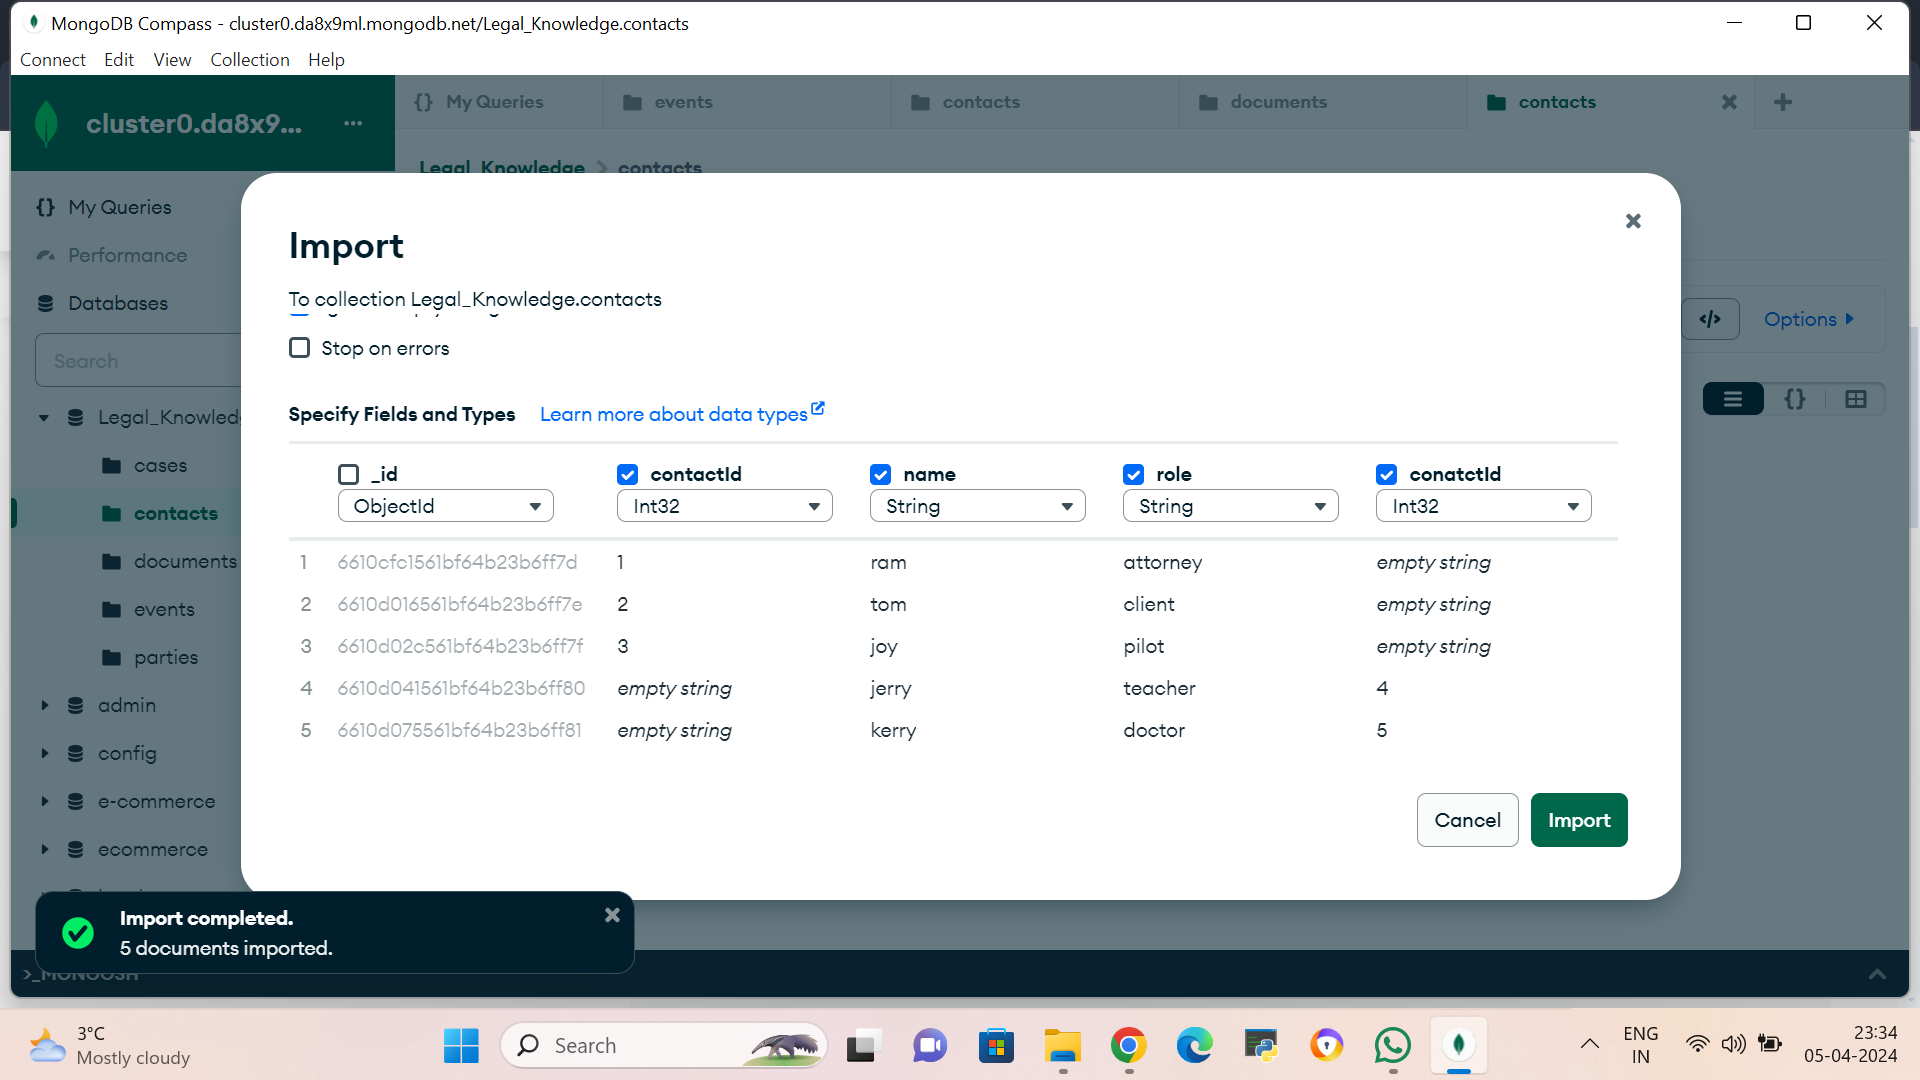 MongoDB Compass - cluster0.da8x9ml.mongodb.net/Legal_Knowledge.contacts
Connect Edit View Collection Help
cluster0.da8x9... ...
{} My Queries
events
contacts
documents
contacts
Legal_Knowledge > contacts
{} My Queries
Performance
Databases
Search
Legal_Knowled
cases
contacts
documents
events
parties
admin
config
e-commerce
ecommerce
Import
To collection Legal_Knowledge.contacts
Stop on errors
Specify Fields and Types Learn more about data types
_id contactId name role conatctId
ObjectId Int32 String String Int32
1 6610cfc1561bf64b23b6ff7d 1 ram attorney empty string
2 6610d016561bf64b23b6ff7e 2 tom client empty string
3 6610d02c561bf64b23b6ff7f 3 joy pilot empty string
4 6610d041561bf64b23b6ff80 empty string jerry teacher 4
5 6610d075561bf64b23b6ff81 empty string kerry doctor 5
Cancel Import
</> Options
{}
Import completed.
5 documents imported.
>_MONGOSH
3°C
Mostly cloudy
Search
ENG
IN
23:34
05-04-2024